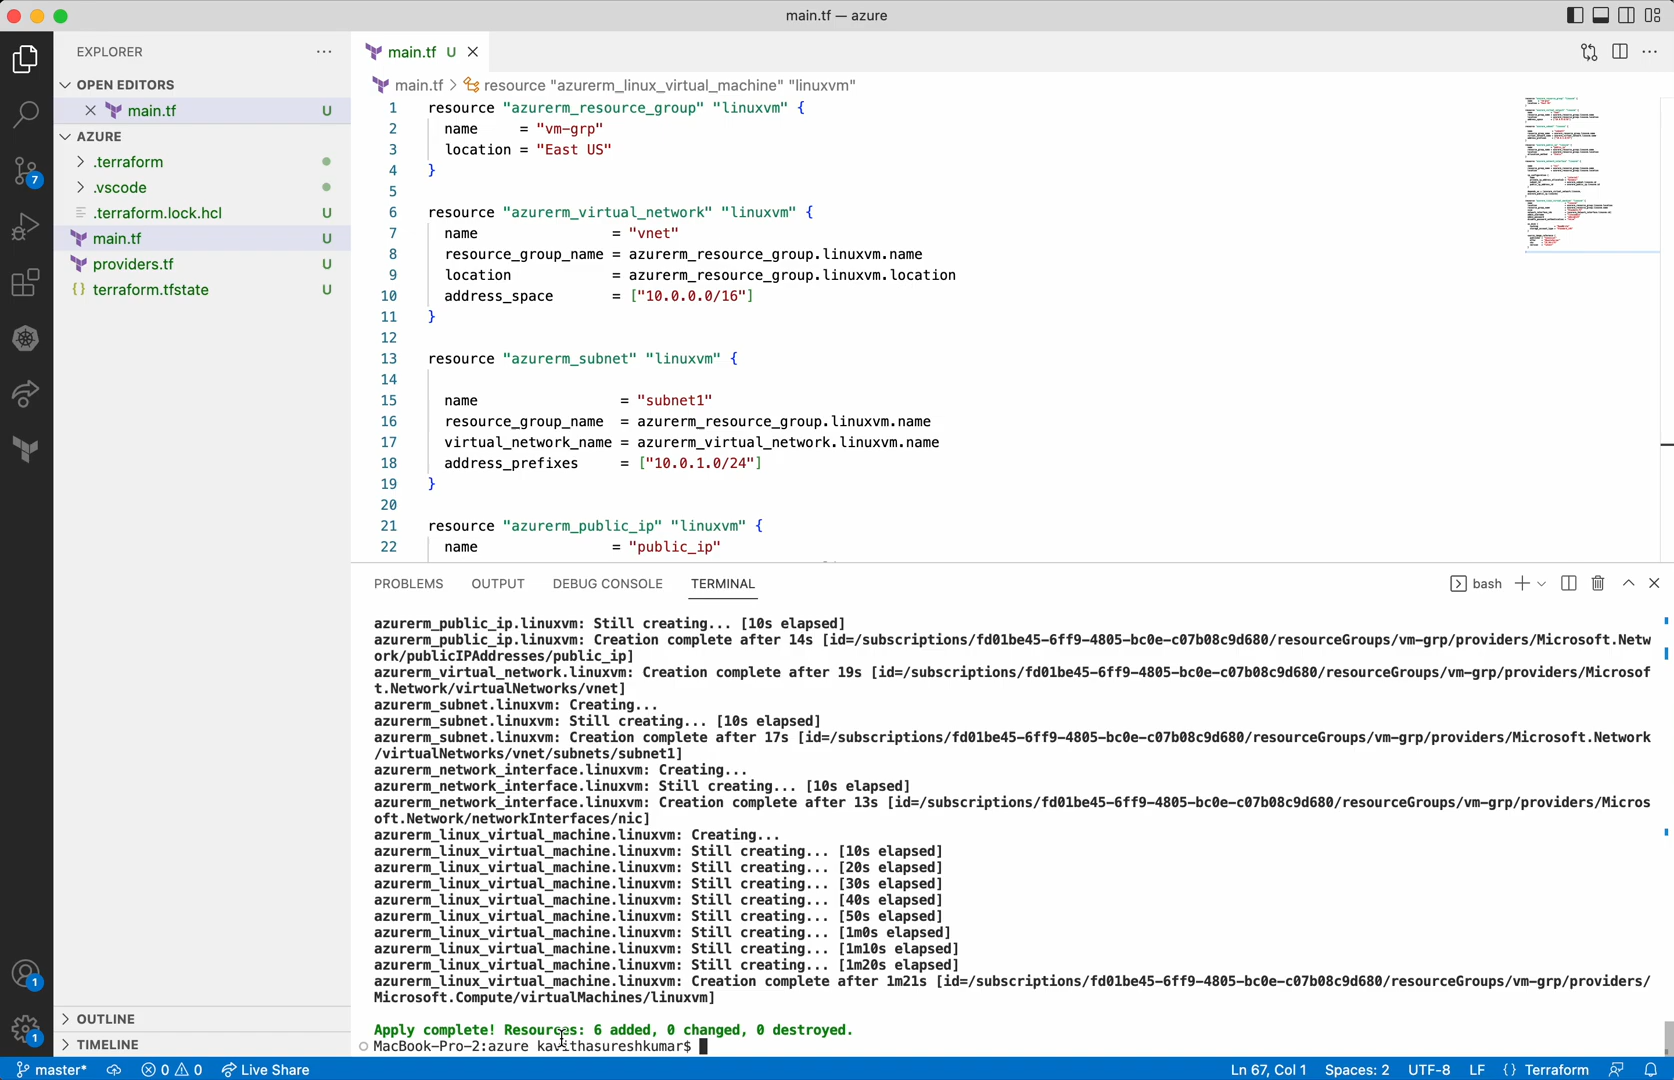 main.tf — azure
EXPLORER
OPEN EDITORS
main.tf U
AZURE
.terraform
.vscode
.terraform.lock.hcl U
main.tf U
providers.tf U
terraform.tfstate U
OUTLINE
TIMELINE
7
1
1
main.tf U
main.tf > resource "azurerm_linux_virtual_machine" "linuxvm"
1 resource "azurerm_resource_group" "linuxvm" {
2 name = "vm-grp"
3 location = "East US"
4 }
5
6 resource "azurerm_virtual_network" "linuxvm" {
7 name = "vnet"
8 resource_group_name = azurerm_resource_group.linuxvm.name
9 location = azurerm_resource_group.linuxvm.location
10 address_space = ["10.0.0.0/16"]
11 }
12
13 resource "azurerm_subnet" "linuxvm" {
14
15 name = "subnet1"
16 resource_group_name = azurerm_resource_group.linuxvm.name
17 virtual_network_name = azurerm_virtual_network.linuxvm.name
18 address_prefixes = ["10.0.1.0/24"]
19 }
20
21 resource "azurerm_public_ip" "linuxvm" {
22 name = "public_ip"
PROBLEMS OUTPUT DEBUG CONSOLE TERMINAL
bash
azurerm_public_ip.linuxvm: Still creating... [10s elapsed]
azurerm_public_ip.linuxvm: Creation complete after 14s [id=/subscriptions/fd01be45-6ff9-4805-bc0e-c07b08c9d680/resourceGroups/vm-grp/providers/Microsoft.Netw
ork/publicIPAddresses/public_ip]
azurerm_virtual_network.linuxvm: Creation complete after 19s [id=/subscriptions/fd01be45-6ff9-4805-bc0e-c07b08c9d680/resourceGroups/vm-grp/providers/Microsof
t.Network/virtualNetworks/vnet]
azurerm_subnet.linuxvm: Creating...
azurerm_subnet.linuxvm: Still creating... [10s elapsed]
azurerm_subnet.linuxvm: Creation complete after 17s [id=/subscriptions/fd01be45-6ff9-4805-bc0e-c07b08c9d680/resourceGroups/vm-grp/providers/Microsoft.Network
/virtualNetworks/vnet/subnets/subnet1]
azurerm_network_interface.linuxvm: Creating...
azurerm_network_interface.linuxvm: Still creating... [10s elapsed]
azurerm_network_interface.linuxvm: Creation complete after 13s [id=/subscriptions/fd01be45-6ff9-4805-bc0e-c07b08c9d680/resourceGroups/vm-grp/providers/Micros
oft.Network/networkInterfaces/nic]
azurerm_linux_virtual_machine.linuxvm: Creating...
azurerm_linux_virtual_machine.linuxvm: Still creating... [10s elapsed]
azurerm_linux_virtual_machine.linuxvm: Still creating... [20s elapsed]
azurerm_linux_virtual_machine.linuxvm: Still creating... [30s elapsed]
azurerm_linux_virtual_machine.linuxvm: Still creating... [40s elapsed]
azurerm_linux_virtual_machine.linuxvm: Still creating... [50s elapsed]
azurerm_linux_virtual_machine.linuxvm: Still creating... [1m0s elapsed]
azurerm_linux_virtual_machine.linuxvm: Still creating... [1m10s elapsed]
azurerm_linux_virtual_machine.linuxvm: Still creating... [1m20s elapsed]
azurerm_linux_virtual_machine.linuxvm: Creation complete after 1m21s [id=/subscriptions/fd01be45-6ff9-4805-bc0e-c07b08c9d680/resourceGroups/vm-grp/providers/
Microsoft.Compute/virtualMachines/linuxvm]
Apply complete! Resources: 6 added, 0 changed, 0 destroyed.
MacBook-Pro-2:azure kavithasureshkumar$
master* 0 0 Live Share Ln 67, Col 1 Spaces: 2 UTF-8 LF {} Terraform